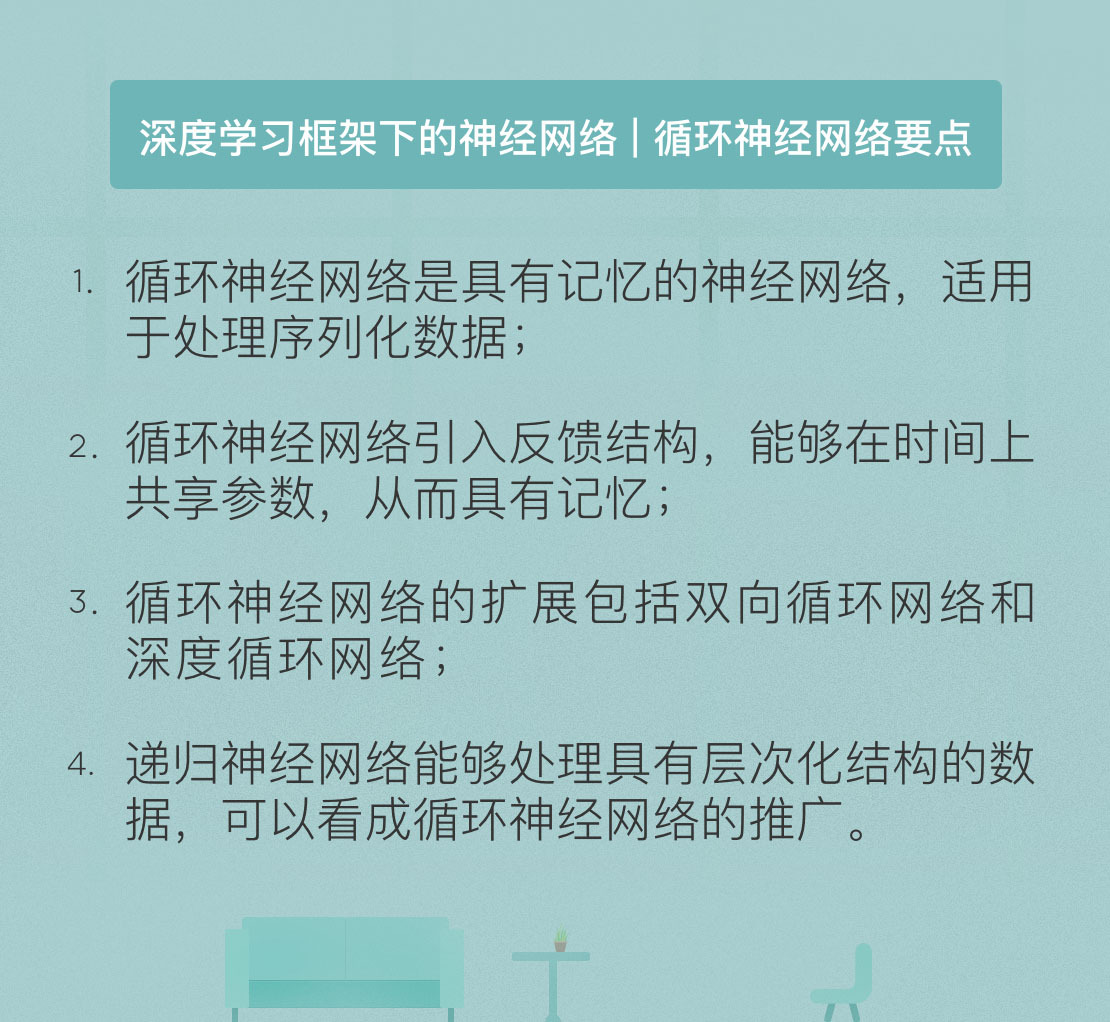 深度学习框架下的神经网络 | 循环神经网络要点
1. 循环神经网络是具有记忆的神经网络，适用
于处理序列化数据；
2. 循环神经网络引入反馈结构，能够在时间上
共享参数，从而具有记忆；
3. 循环神经网络的扩展包括双向循环网络和
深度循环网络；
4. 递归神经网络能够处理具有层次化结构的数
据，可以看成循环神经网络的推广。